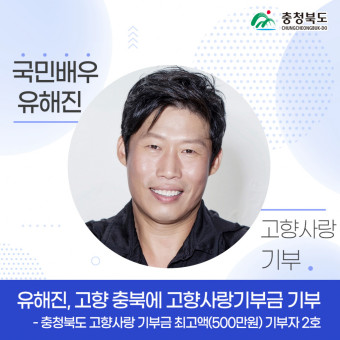 충청북도
CHUNGCHEONGBUK-DO
국민배우
유해진
고향사랑
기부
유해진, 고향 충북에 고향사랑기부금 기부
- 충청북도 고향사랑 기부금 최고액(500만원) 기부자 2호